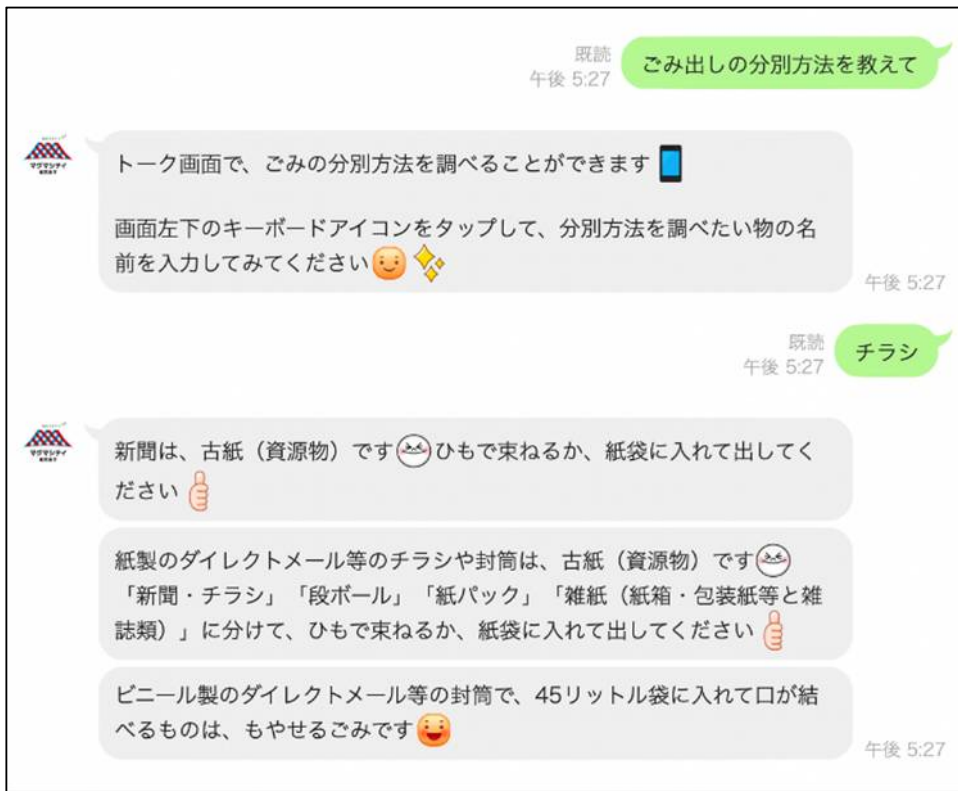 既読
午後 5:27
ごみ出しの分別方法を教えて
マグマシティ
トーク画面で、ごみの分別方法を調べることができます
画面左下のキーボードアイコンをタップして、分別方法を調べたい物の名
前を入力してみてください
午後 5:27
既読
午後 5:27
チラシ
マグマシティ
新聞は、古紙（資源物）です ひもで束ねるか、紙袋に入れて出してく
ださい
紙製のダイレクトメール等のチラシや封筒は、古紙（資源物）です
「新聞・チラシ」「段ボール」「紙パック」「雑紙（紙箱・包装紙等と雑
誌類）」に分けて、ひもで束ねるか、紙袋に入れて出してください
ビニール製のダイレクトメール等の封筒で、45リットル袋に入れて口が結
べるものは、もやせるごみです
午後 5:27